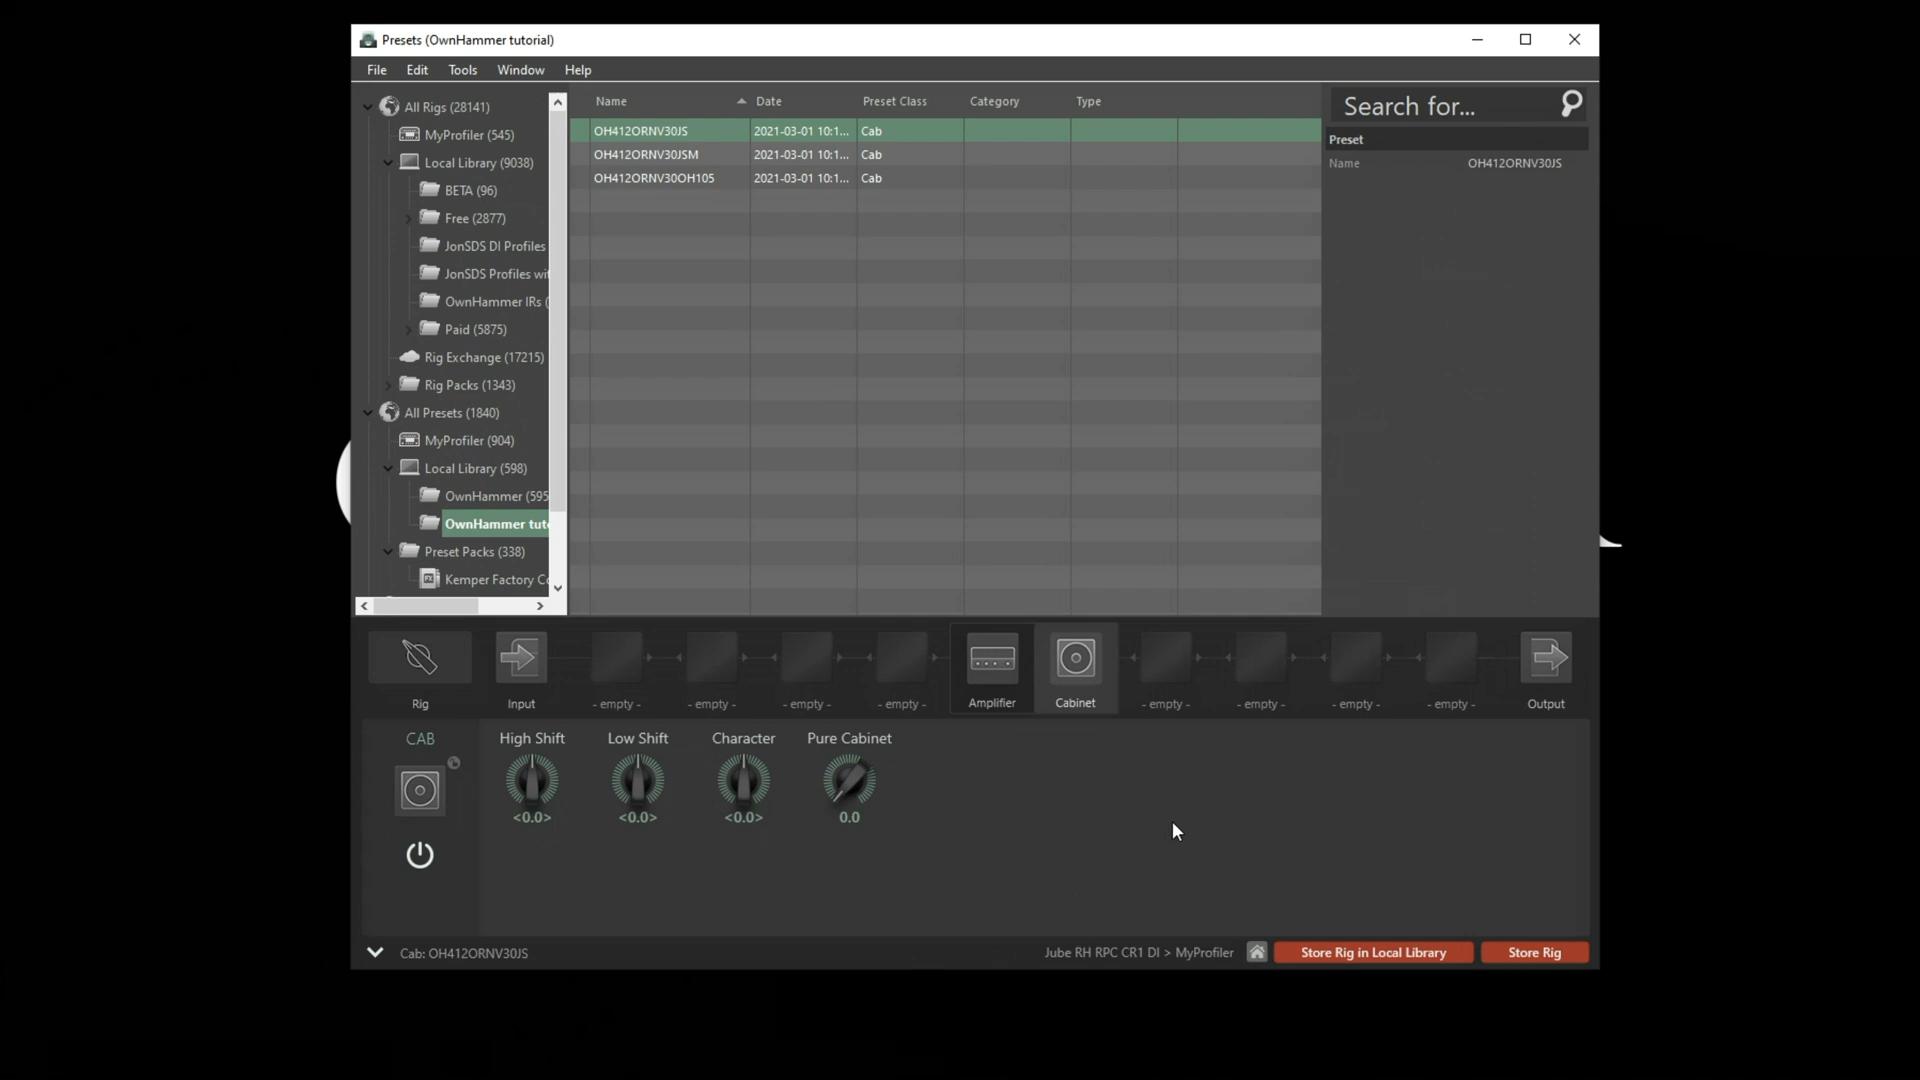 Presets (OwnHammer tutorial)
File Edit Tools Window Help
All Rigs (28141)
MyProfiler (545)
Local Library (9038)
BETA (96)
Free (2877)
JonSDS DI Profiles
JonSDS Profiles wit
OwnHammer IRs (
Paid (5875)
Rig Exchange (17215)
Rig Packs (1343)
All Presets (1840)
MyProfiler (904)
Local Library (598)
OwnHammer (595
OwnHammer tuto
Preset Packs (338)
Kemper Factory Co
Name Date Preset Class Category Type
OH412ORNV30JS 2021-03-01 10:1... Cab
OH412ORNV30JSM 2021-03-01 10:1... Cab
OH412ORNV30OH105 2021-03-01 10:1... Cab
Search for...
Preset
Name OH412ORNV30JS
Rig Input - empty - - empty - - empty - - empty - Amplifier Cabinet - empty - - empty - - empty - - empty - Output
CAB
High Shift Low Shift Character Pure Cabinet
<0.0> <0.0> <0.0> 0.0
Cab: OH412ORNV30JS
Jube RH RPC CR1 DI > MyProfiler
Store Rig in Local Library
Store Rig